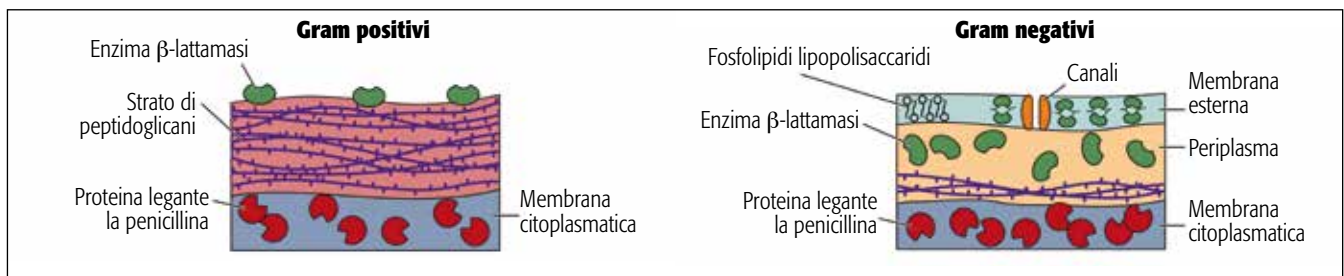 Gram positivi
Enzima β-lattamasi
Strato di
peptidoglicani
Proteina legante
la penicillina
Membrana
citoplasmatica
Gram negativi
Fosfolipidi lipopolisaccaridi
Canali
Membrana
esterna
Enzima β-lattamasi
Periplasma
Proteina legante
la penicillina
Membrana
citoplasmatica